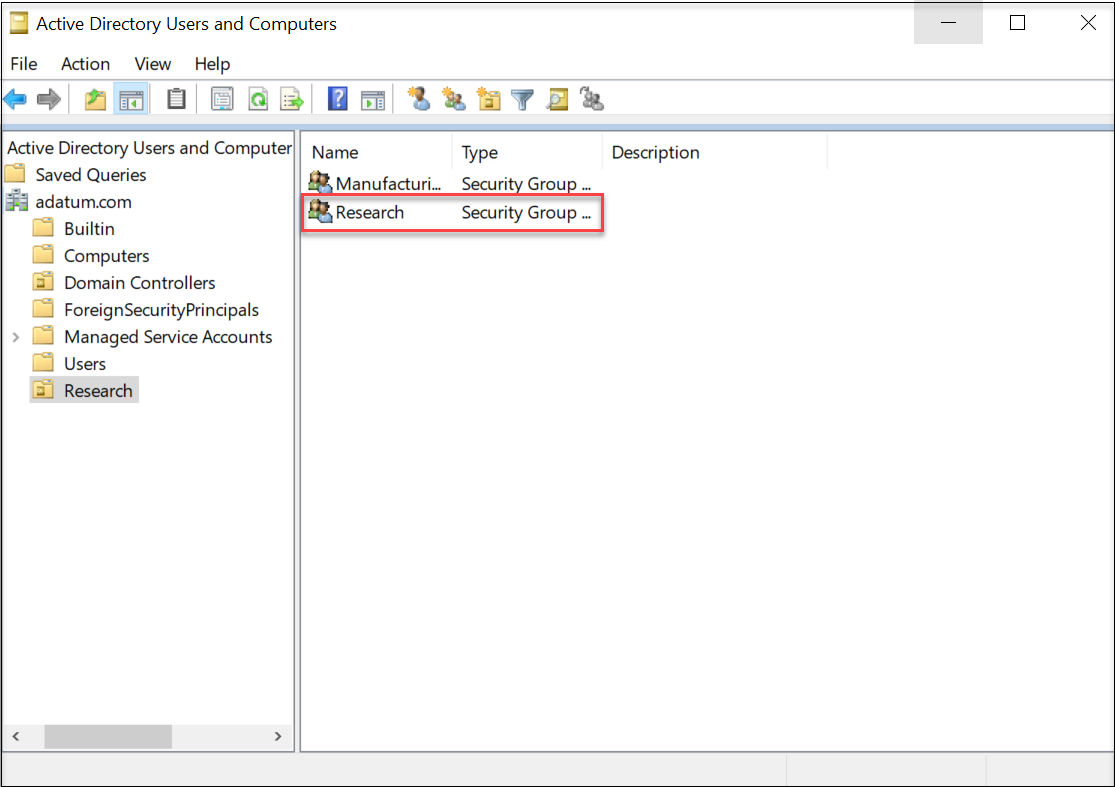 Active Directory Users and Computers
File Action View Help
Active Directory Users and Computer
Saved Queries
adatum.com
Builtin
Computers
Domain Controllers
ForeignSecurityPrincipals
Managed Service Accounts
Users
Research
Name Type Description
Manufacturi... Security Group ...
Research Security Group ...